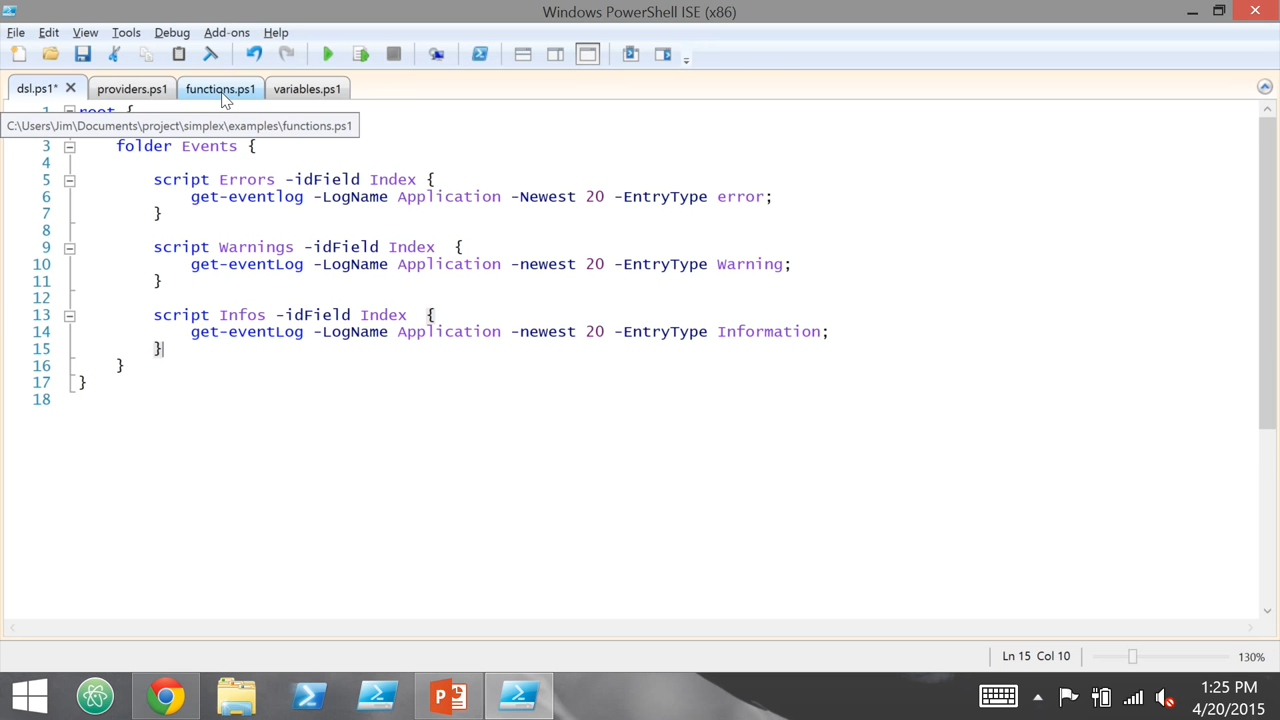 Windows PowerShell ISE (x86)
File Edit View Tools Debug Add-ons Help
dsl.ps1* providers.ps1 functions.ps1 variables.ps1
1 root {
C:\Users\Jim\Documents\project\simplex\examples\functions.ps1
3 folder Events {
4
5 script Errors -idField Index {
6 get-eventlog -LogName Application -Newest 20 -EntryType error;
7 }
8
9 script Warnings -idField Index  {
10 get-eventLog -LogName Application -newest 20 -EntryType Warning;
11 }
12
13 script Infos -idField Index  {
14 get-eventLog -LogName Application -newest 20 -EntryType Information;
15 }
16 }
17 }
18
Ln 15 Col 10 130%
1:25 PM
4/20/2015